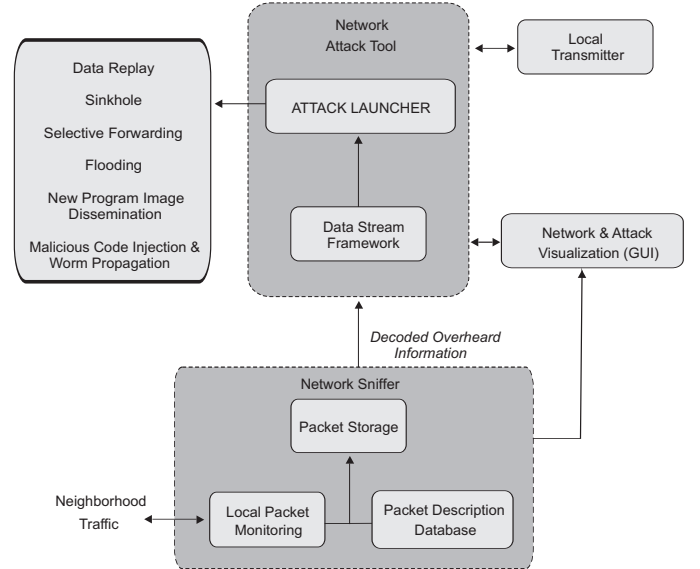 Network
Attack Tool
Local
Transmitter
Data Replay
Sinkhole
Selective Forwarding
Flooding
New Program Image
Dissemination
Malicious Code Injection &
Worm Propagation
ATTACK LAUNCHER
Data Stream
Framework
Network & Attack
Visualization (GUI)
Decoded Overheard
Information
Network Sniffer
Packet Storage
Neighborhood
Traffic
Local Packet
Monitoring
Packet Description
Database